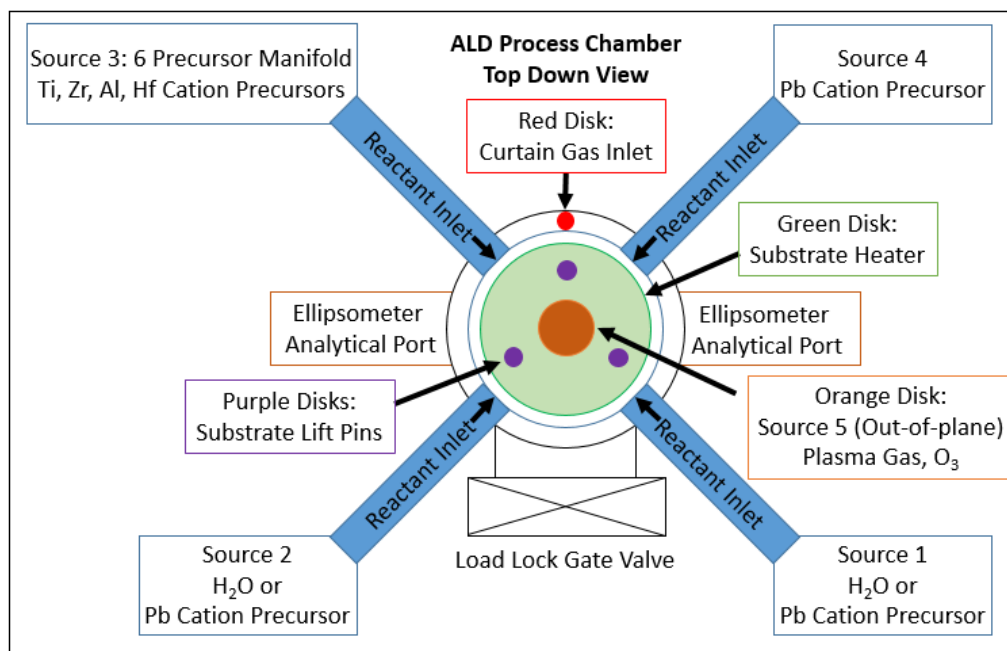 Source 3: 6 Precursor Manifold
Ti, Zr, Al, Hf Cation Precursors
ALD Process Chamber
Top Down View
Source 4
Pb Cation Precursor
Red Disk:
Curtain Gas Inlet
Reactant Inlet
Reactant Inlet
Green Disk:
Substrate Heater
Ellipsometer
Analytical Port
Ellipsometer
Analytical Port
Purple Disks:
Substrate Lift Pins
Orange Disk:
Source 5 (Out-of-plane)
Plasma Gas, O₃
Reactant Inlet
Reactant Inlet
Source 2
H₂O or
Pb Cation Precursor
Load Lock Gate Valve
Source 1
H₂O or
Pb Cation Precursor